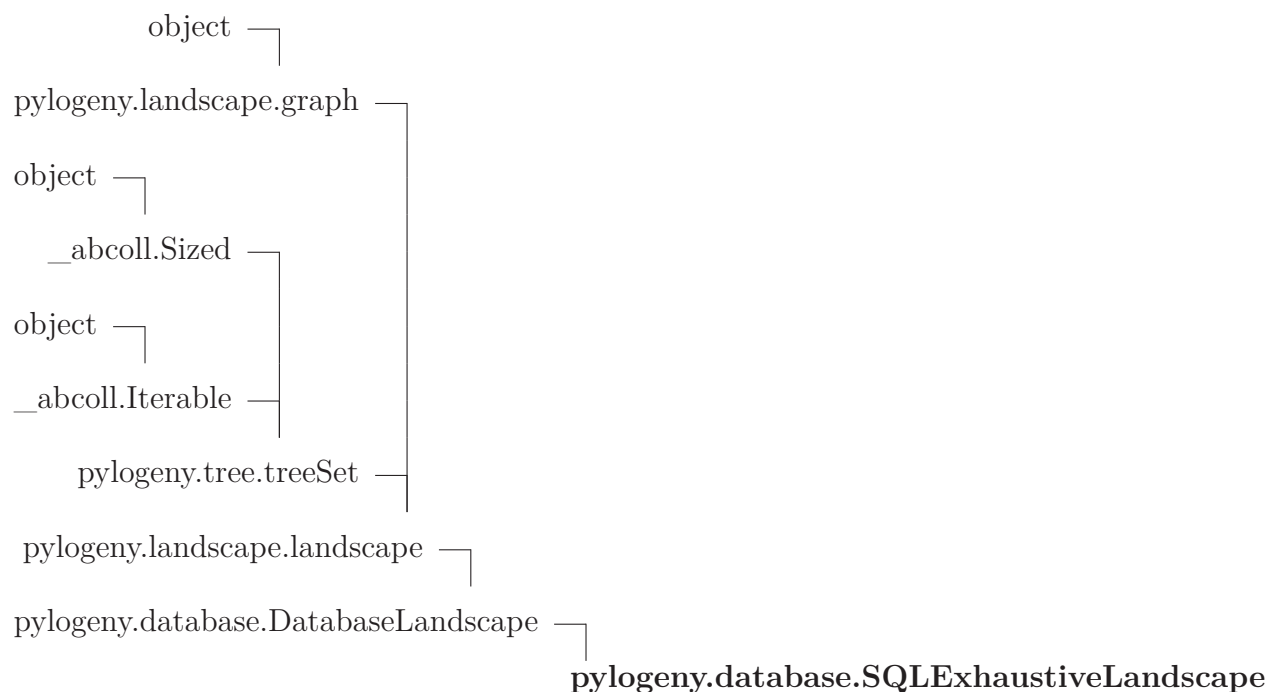 object
pylogeny.landscape.graph
object
_abcoll.Sized
object
_abcoll.Iterable
pylogeny.tree.treeSet
pylogeny.landscape.landscape
pylogeny.database.DatabaseLandscape
pylogeny.database.SQLExhaustiveLandscape